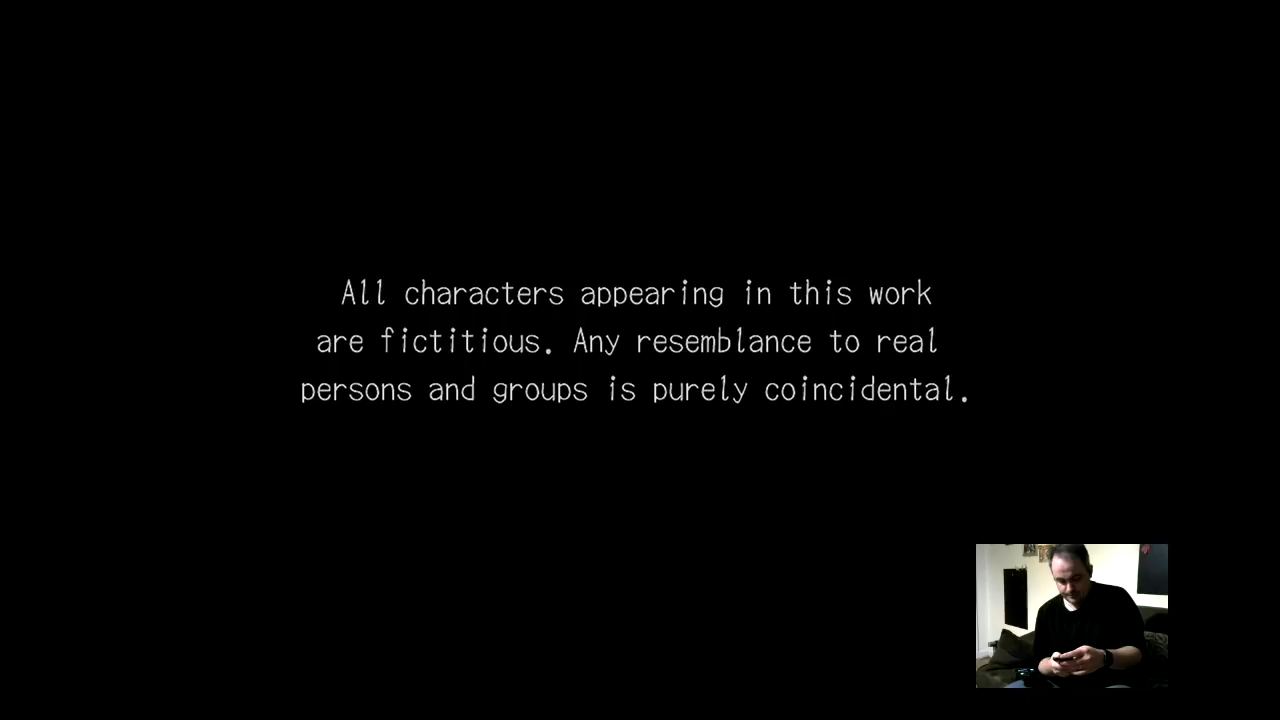 All characters appearing in this work
are fictitious. Any resemblance to real
persons and groups is purely coincidental.